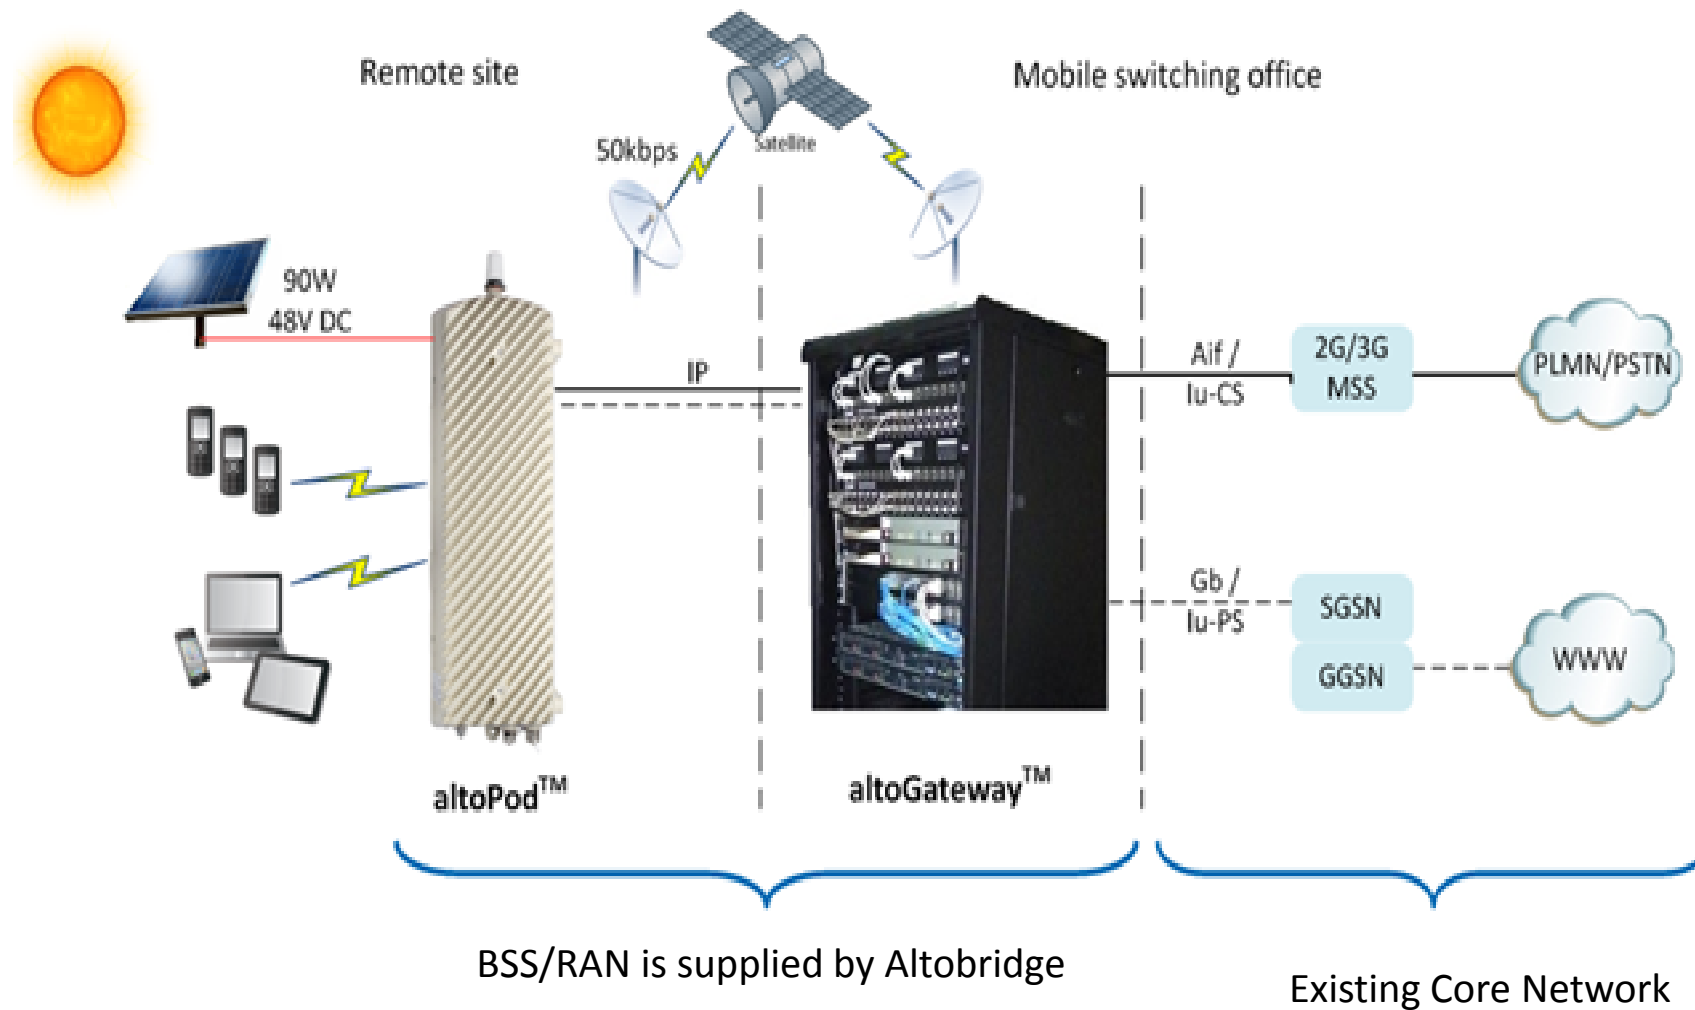 Remote site
Mobile switching office
50kbps
Satellite
90W
48V DC
IP
Aif /
Iu-CS
2G/3G
MSS
PLMN/PSTN
Gb /
Iu-PS
SGSN
GGSN
WWW
altoPod™
altoGateway™
BSS/RAN is supplied by Altobridge
Existing Core Network